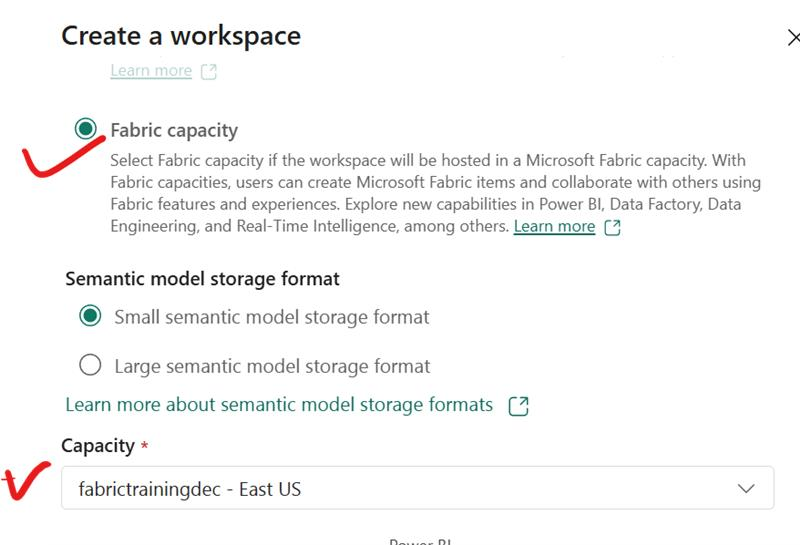 Create a workspace
Learn more
Fabric capacity
Select Fabric capacity if the workspace will be hosted in a Microsoft Fabric capacity. With
Fabric capacities, users can create Microsoft Fabric items and collaborate with others using
Fabric features and experiences. Explore new capabilities in Power BI, Data Factory, Data
Engineering, and Real-Time Intelligence, among others. Learn more
Semantic model storage format
Small semantic model storage format
Large semantic model storage format
Learn more about semantic model storage formats
Capacity *
fabrictrainingdec - East US
Power BI